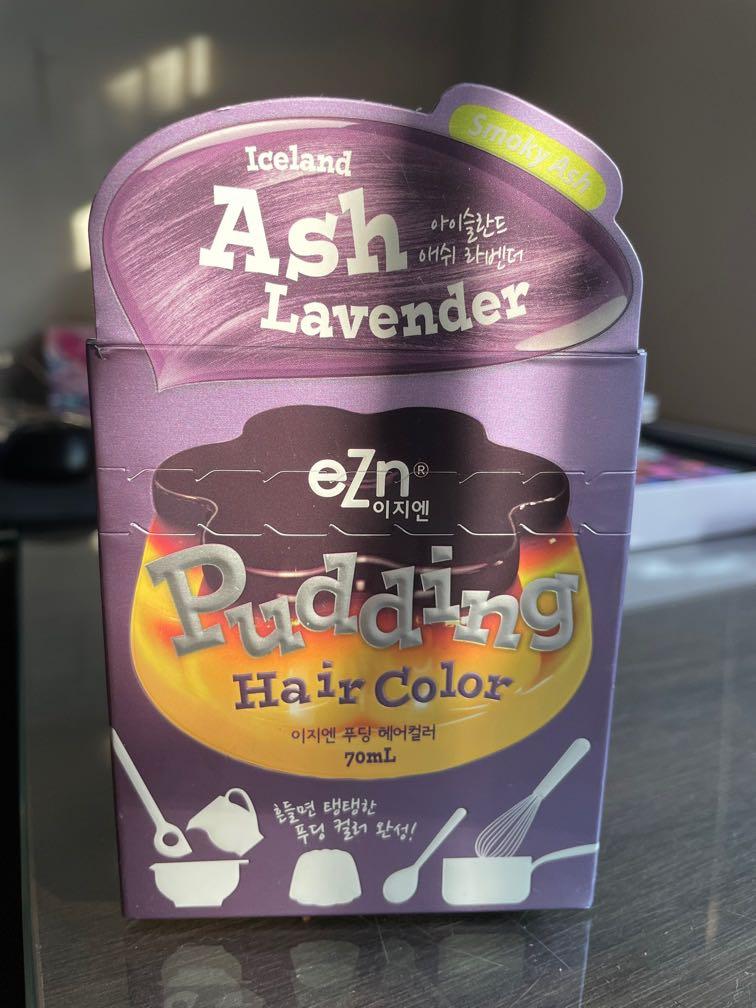 Smoky Ash
Iceland
Ash
아이슬란드
애쉬 라벤더
Lavender
eZn®
이지엔
Pudding
Hair Color
이지엔 푸딩 헤어컬러
70mL
흔들면 탱탱한
푸딩 컬러 완성!